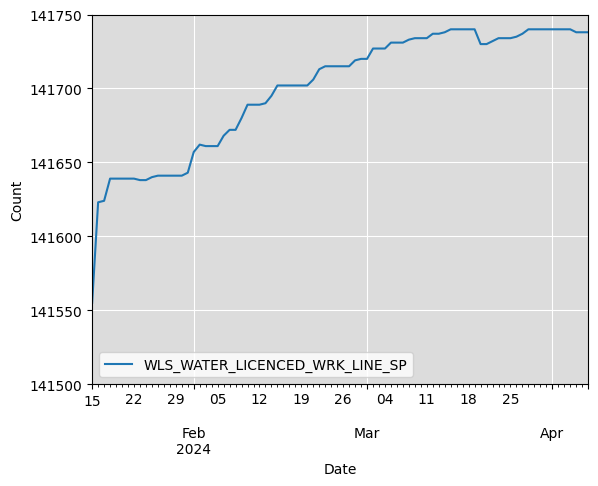 141750
141700
141650
141600
141550
141500
Count
WLS_WATER_LICENCED_WRK_LINE_SP
15 22 29 05 12 19 26 04 11 18 25
Feb Mar Apr
2024
Date